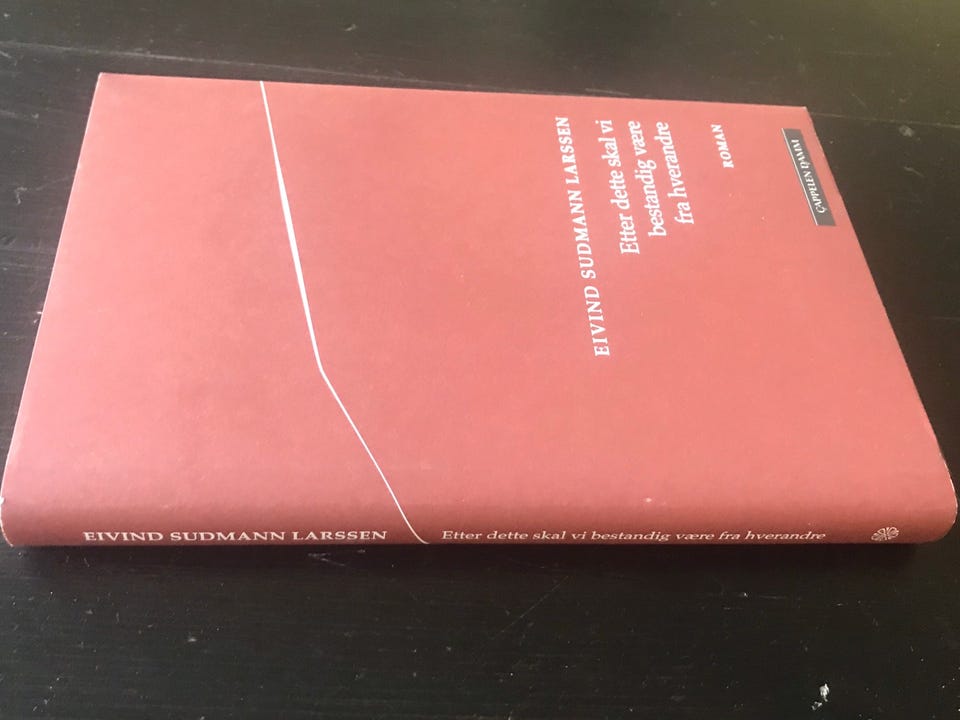 EIVIND SUDMANN LARSSEN
Etter dette skal vi
bestandig være
fra hverandre
ROMAN
CAPPELEN DAMM
EIVIND SUDMANN LARSSEN
Etter dette skal vi bestandig være fra hverandre